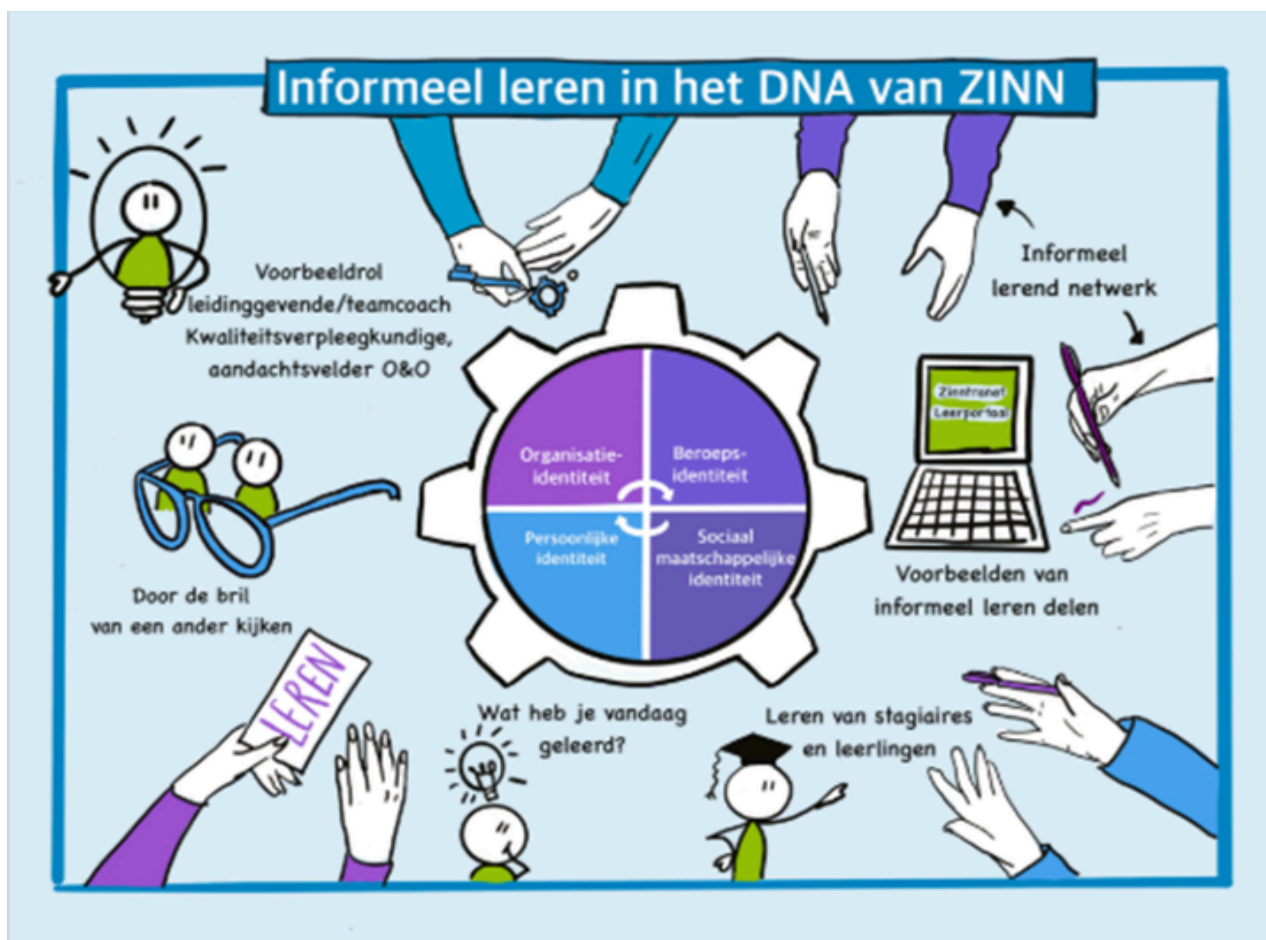 Informeel leren in het DNA van ZINN
Voorbeeldrol
leidinggevende/teamcoach
Kwaliteitsverpleegkundige,
aandachtsvelder O&O
Informeel
lerend netwerk
Organisatie-
identiteit
Beroeps-
identiteit
Persoonlijke
identiteit
Sociaal
maatschappelijke
identiteit
Zinntranet
Leerportaal
Door de bril
van een ander kijken
Voorbeelden van
informeel leren delen
LEREN
Wat heb je vandaag
geleerd?
Leren van stagiaires
en leerlingen